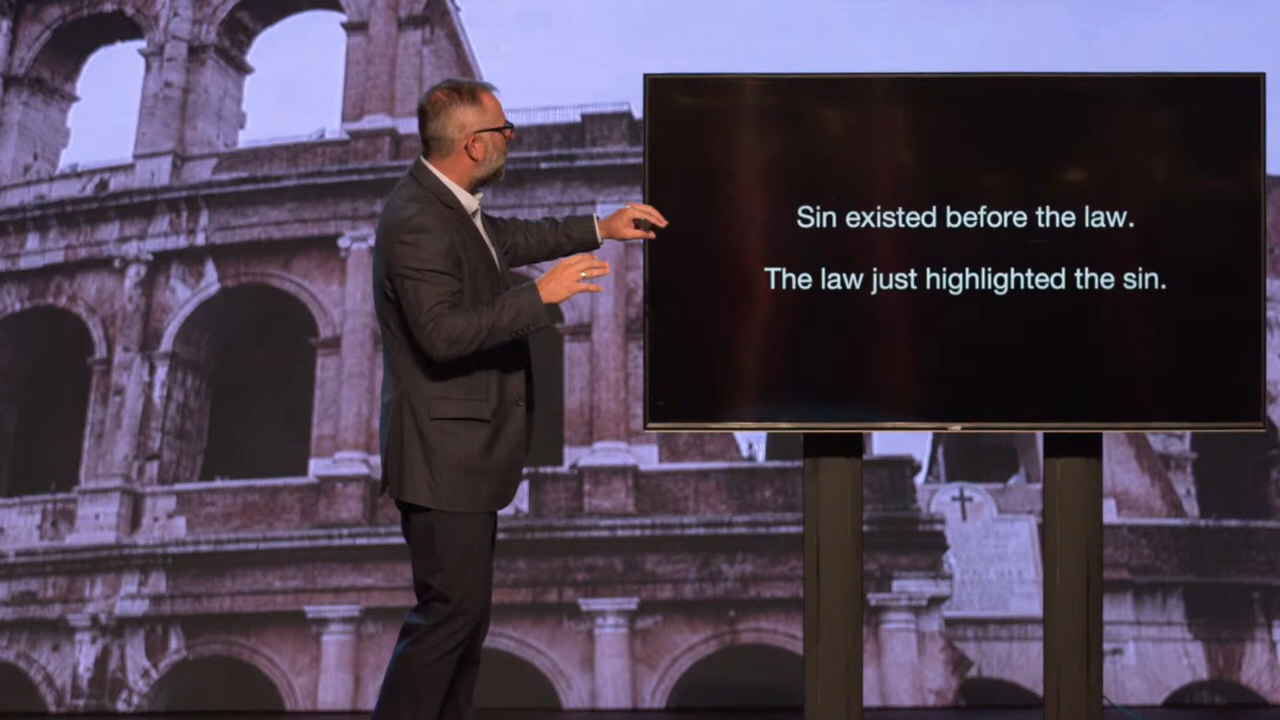 Sin existed before the law.
The law just highlighted the sin.